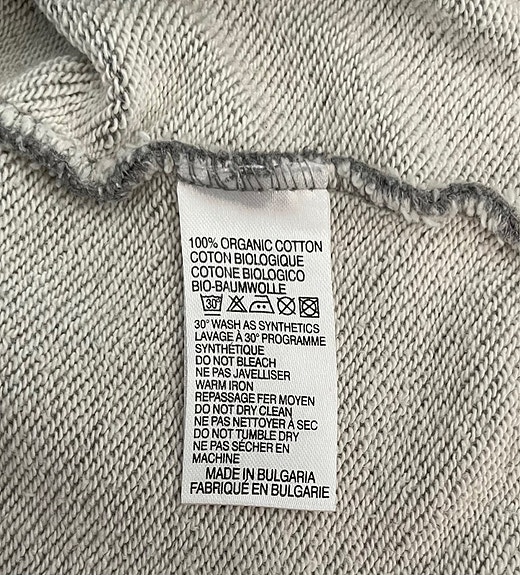 100% ORGANIC COTTON
COTON BIOLOGIQUE
COTONE BIOLOGICO
BIO-BAUMWOLLE
30°
30° WASH AS SYNTHETICS
LAVAGE À 30° PROGRAMME
SYNTHÉTIQUE
DO NOT BLEACH
NE PAS JAVELLISER
WARM IRON
REPASSAGE FER MOYEN
DO NOT DRY CLEAN
NE PAS NETTOYER À SEC
DO NOT TUMBLE DRY
NE PAS SÉCHER EN
MACHINE
MADE IN BULGARIA
FABRIQUÉ EN BULGARIE